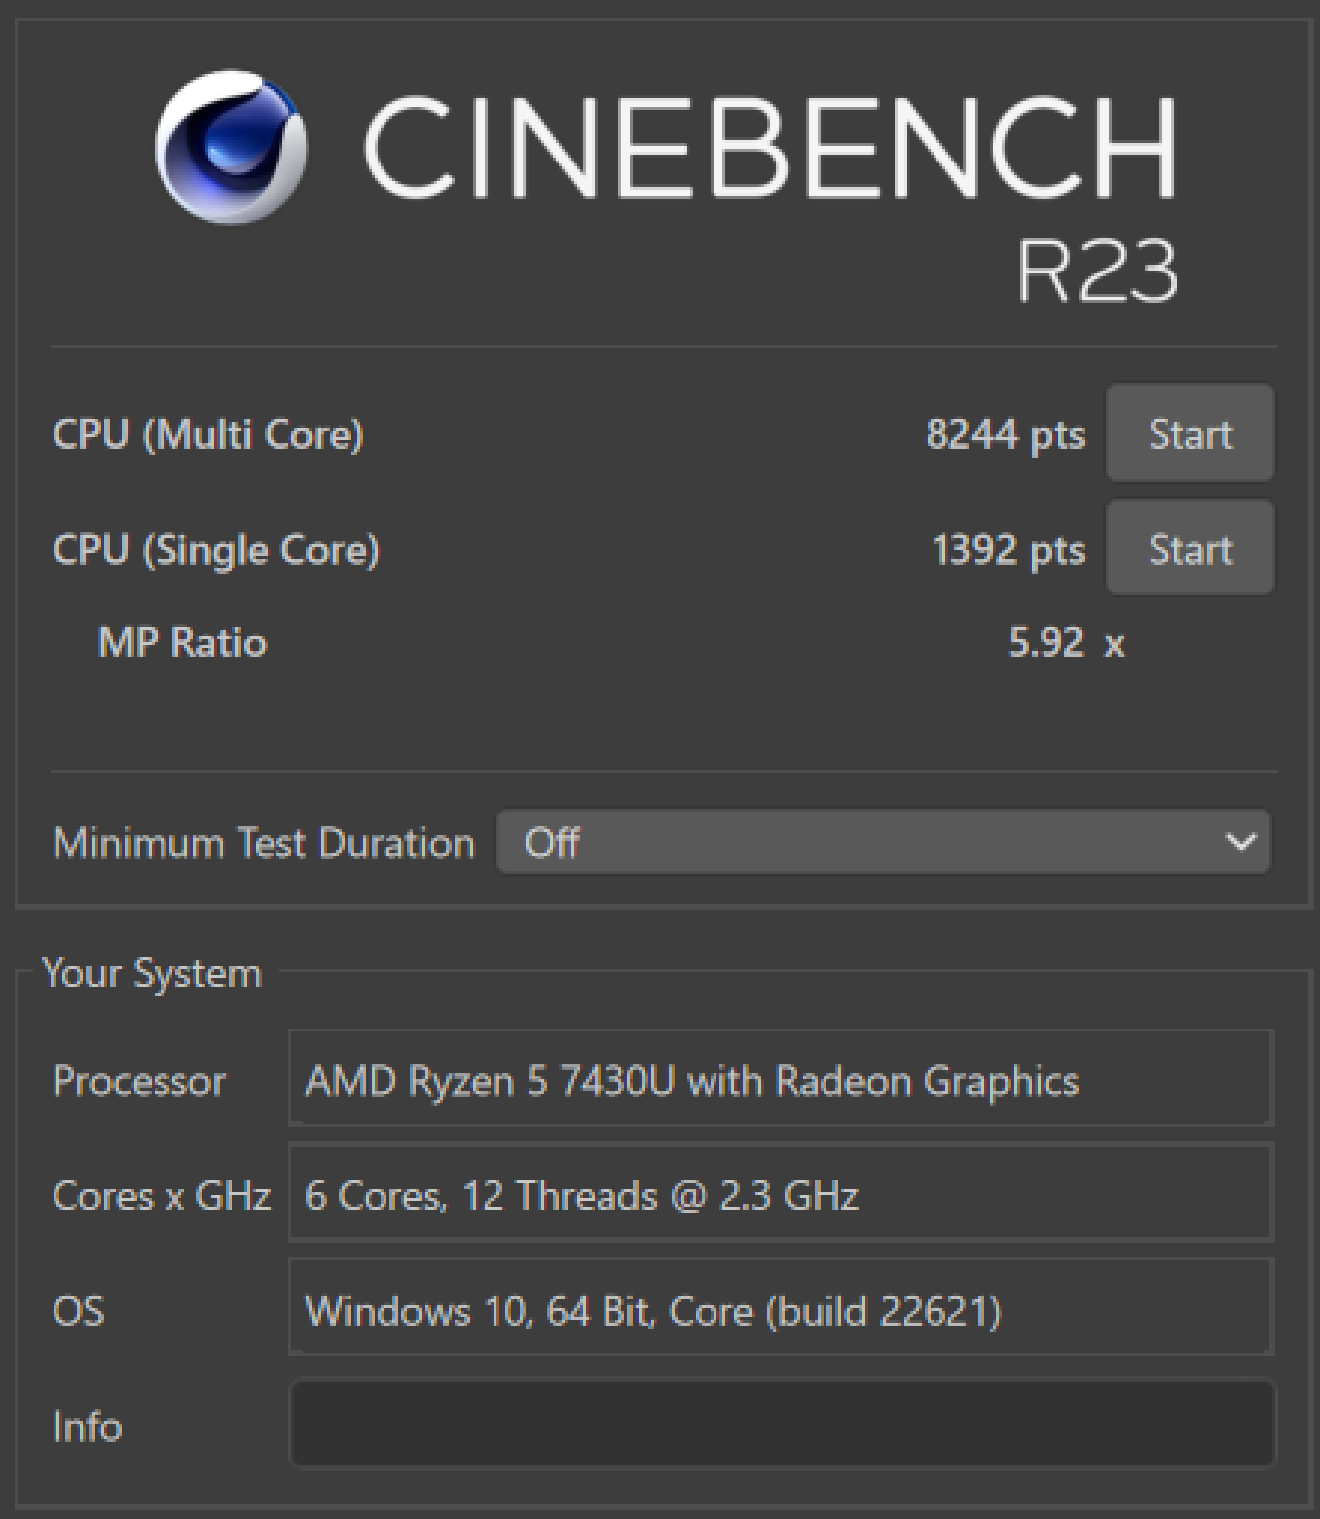 CINEBENCH
R23
CPU (Multi Core) 8244 pts Start
CPU (Single Core) 1392 pts Start
MP Ratio 5.92 x
Minimum Test Duration Off
Your System
Processor AMD Ryzen 5 7430U with Radeon Graphics
Cores x GHz 6 Cores, 12 Threads @ 2.3 GHz
OS Windows 10, 64 Bit, Core (build 22621)
Info